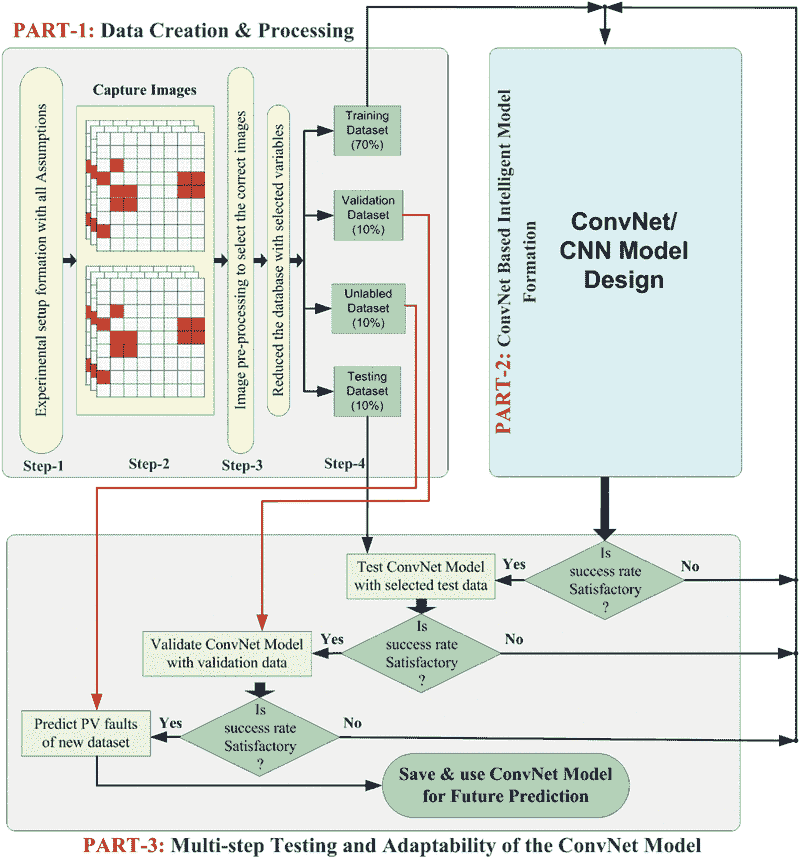 PART-1: Data Creation & Processing
Experimental setup formation with all Assumptions
Capture Images
Image pre-processing to select the correct images
Reduced the database with selected variables
Training
Dataset
(70%)
Validation
Dataset
(10%)
Unlabled
Dataset
(10%)
Testing
Dataset
(10%)
Step-1
Step-2
Step-3
Step-4
PART-2: ConvNet Based Intelligent Model
Formation
ConvNet/
CNN Model
Design
Is
success rate
Satisfactory
?
Yes
No
Test ConvNet Model
with selected test data
Is
success rate
Satisfactory
?
Yes
No
Validate ConvNet Model
with validation data
Is
success rate
Satisfactory
?
Yes
No
Predict PV faults
of new dataset
Save & use ConvNet Model
for Future Prediction
PART-3: Multi-step Testing and Adaptability of the ConvNet Model